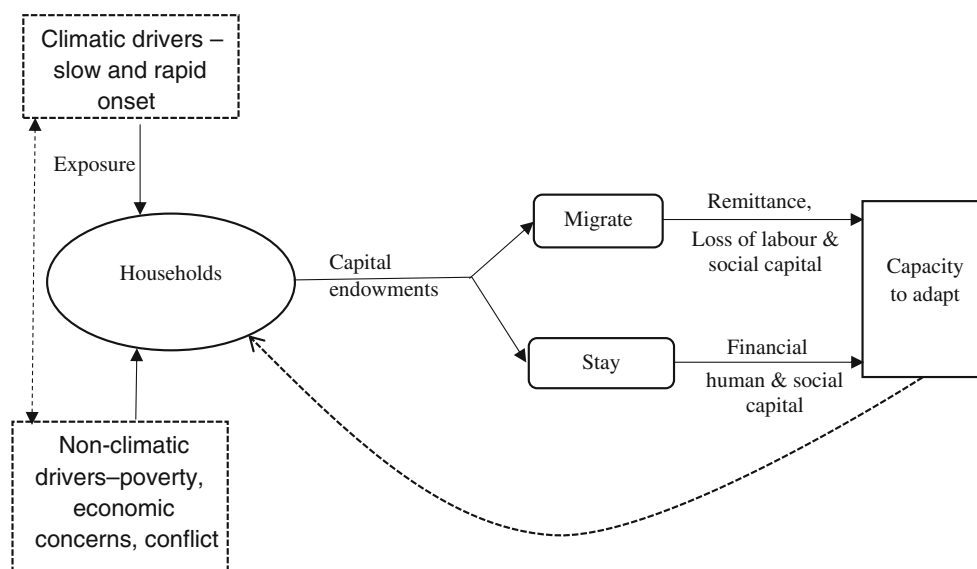 Climatic drivers –
slow and rapid
onset
Exposure
Households
Capital
endowments
Migrate
Remittance,
Loss of labour &
social capital
Stay
Financial
human & social
capital
Capacity
to adapt
Non-climatic
drivers–poverty,
economic
concerns, conflict